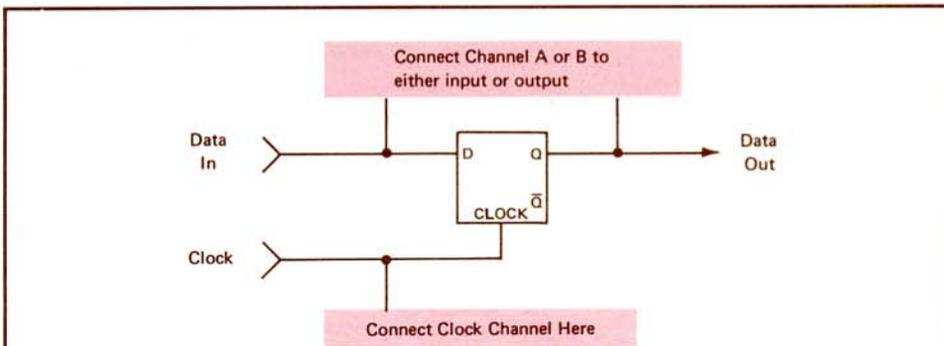 Connect Channel A or B to
either input or output
Data
In
D
Q
Data
Out
Q̅
CLOCK
Clock
Connect Clock Channel Here